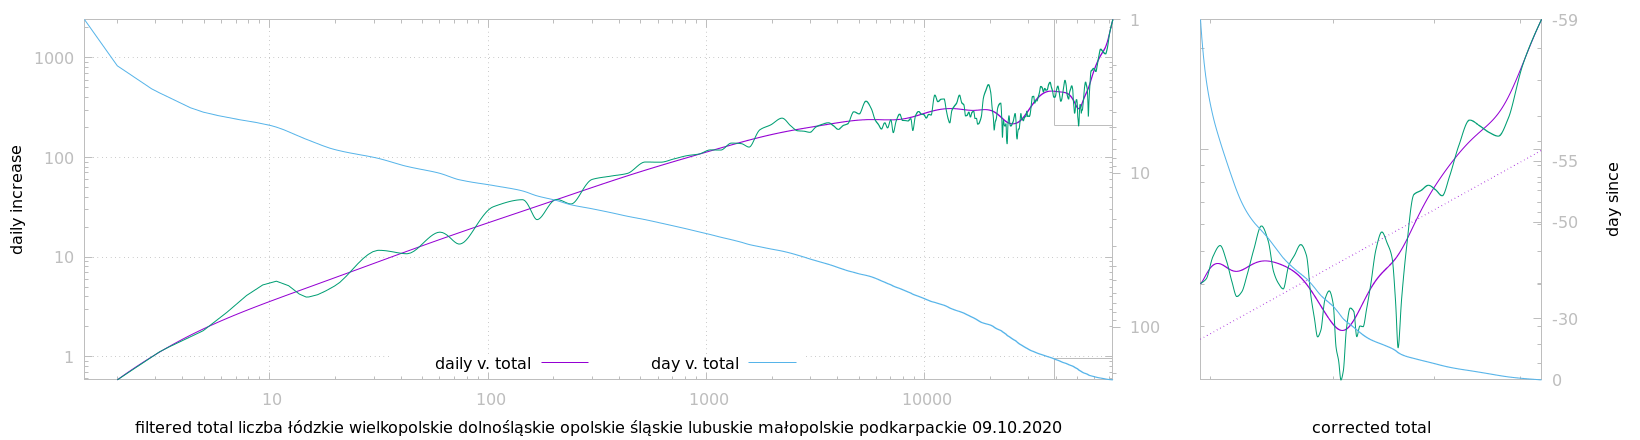 1000
100
10
1
daily increase
daily v. total
day v. total
10
100
1000
10000
1
10
100
filtered total liczba łódzkie wielkopolskie dolnośląskie opolskie śląskie lubuskie małopolskie podkarpackie 09.10.2020
-59
-55
-50
-30
0
day since
corrected total